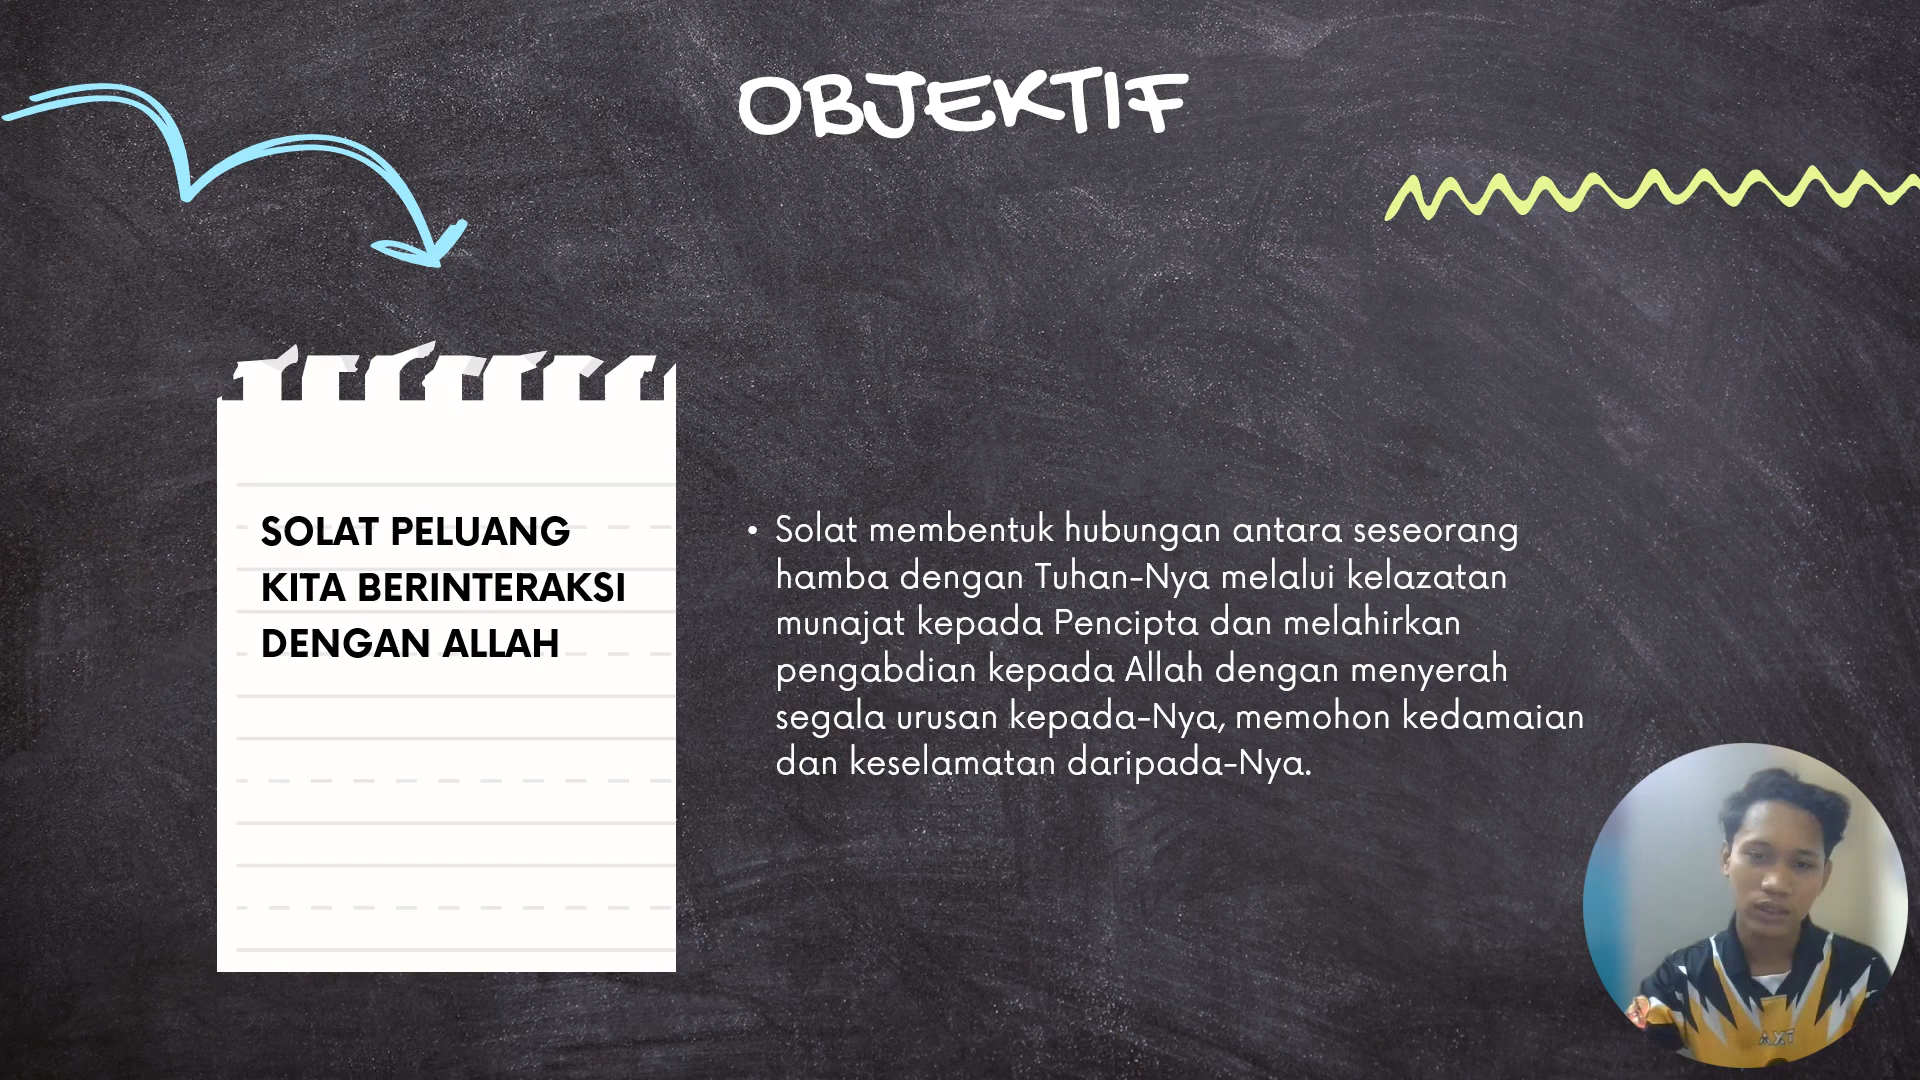 OBJEKTIF
SOLAT PELUANG
KITA BERINTERAKSI
DENGAN ALLAH
• Solat membentuk hubungan antara seseorang
hamba dengan Tuhan-Nya melalui kelazatan
munajat kepada Pencipta dan melahirkan
pengabdian kepada Allah dengan menyerah
segala urusan kepada-Nya, memohon kedamaian
dan keselamatan daripada-Nya.
AXT